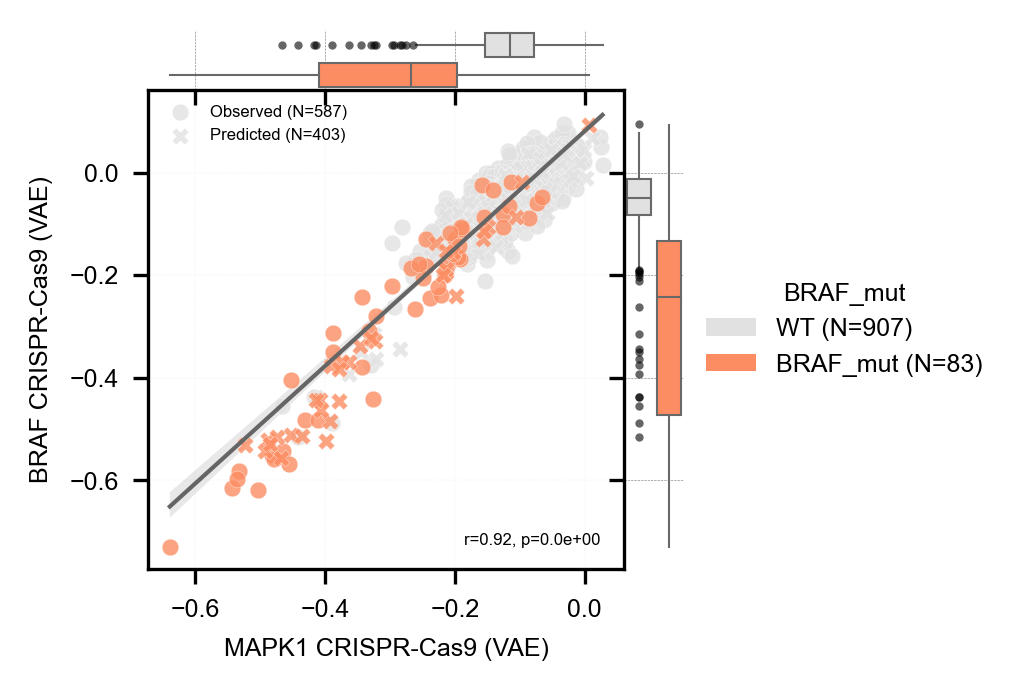 Observed (N=587)
Predicted (N=403)
0.0
−0.2
−0.4
−0.6
BRAF CRISPR-Cas9 (VAE)
r=0.92, p=0.0e+00
−0.6
−0.4
−0.2
0.0
MAPK1 CRISPR-Cas9 (VAE)
BRAF_mut
WT (N=907)
BRAF_mut (N=83)